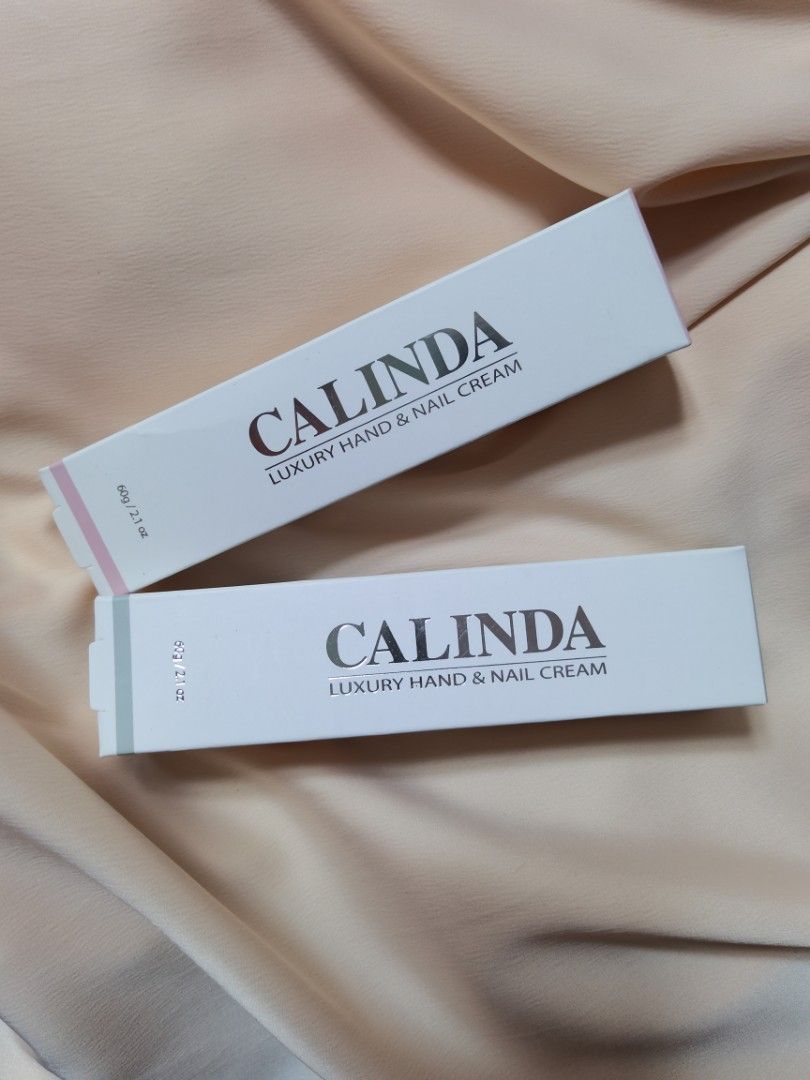 CALINDA
LUXURY HAND & NAIL CREAM
60g / 2.1 oz
CALINDA
LUXURY HAND & NAIL CREAM
60g / 2.1 oz